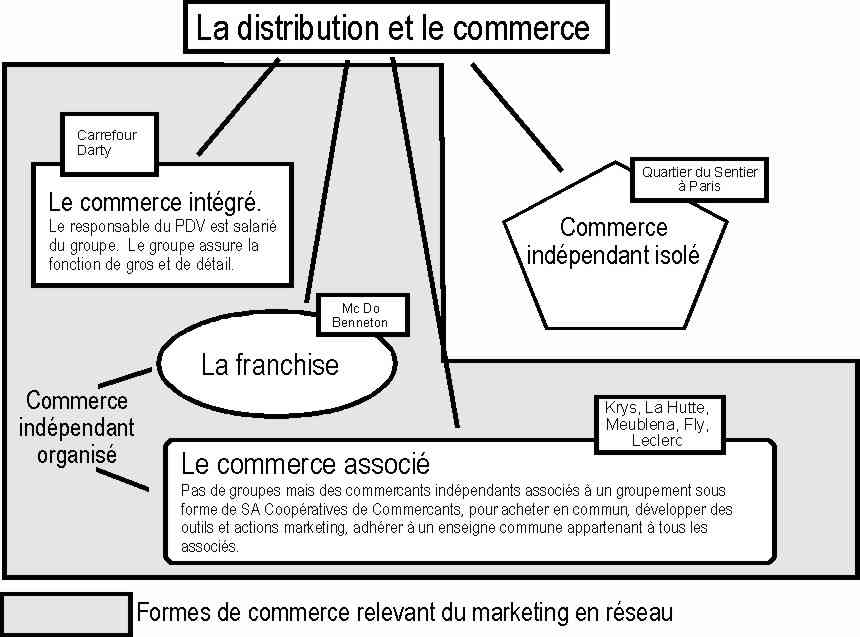 La distribution et le commerce
Carrefour
Darty
Le commerce intégré.
Le responsable du PDV est salarié
du groupe. Le groupe assure la
fonction de gros et de détail.
Quartier du Sentier
à Paris
Commerce
indépendant isolé
Mc Do
Benneton
La franchise
Commerce
indépendant
organisé
Krys, La Hutte,
Meublena, Fly,
Leclerc
Le commerce associé
Pas de groupes mais des commercants indépendants associés à un groupement sous
forme de SA Coopératives de Commercants, pour acheter en commun, développer des
outils et actions marketing, adhérer à un enseigne commune appartenant à tous les
associés.
Formes de commerce relevant du marketing en réseau